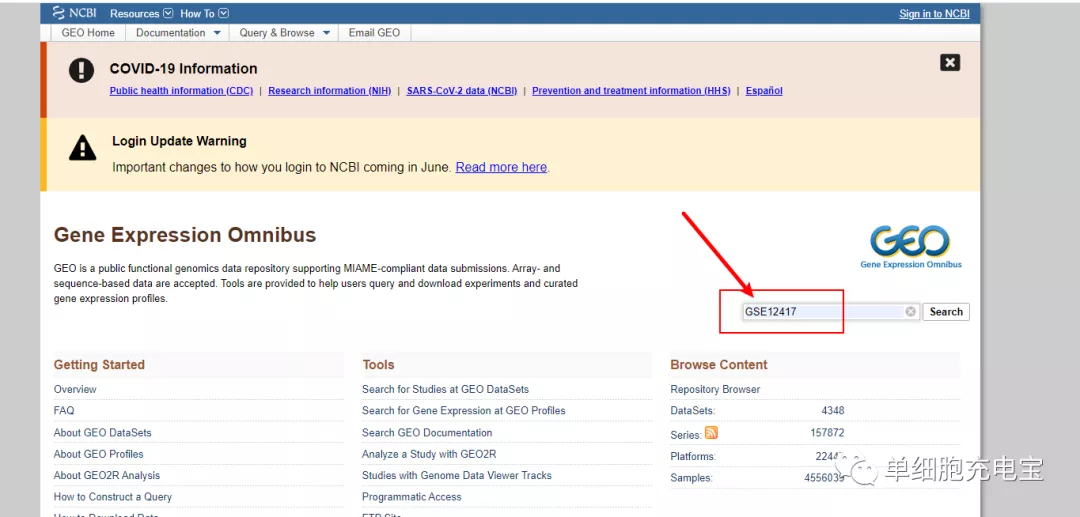 NCBI Resources How To Sign in to NCBI
GEO Home Documentation Query & Browse Email GEO
COVID-19 Information
Public health information (CDC) | Research information (NIH) | SARS-CoV-2 data (NCBI) | Prevention and treatment information (HHS) | Español
Login Update Warning
Important changes to how you login to NCBI coming in June. Read more here.
Gene Expression Omnibus
GEO is a public functional genomics data repository supporting MIAME-compliant data submissions. Array- and
sequence-based data are accepted. Tools are provided to help users query and download experiments and curated
gene expression profiles.
GEO
Gene Expression Omnibus
GSE12417 Search
Getting Started
Overview
FAQ
About GEO DataSets
About GEO Profiles
About GEO2R Analysis
How to Construct a Query
How to Download Data
Tools
Search for Studies at GEO DataSets
Search for Gene Expression at GEO Profiles
Search GEO Documentation
Analyze a Study with GEO2R
Studies with Genome Data Viewer Tracks
Programmatic Access
FTP Site
Browse Content
Repository Browser
DataSets: 4348
Series: 157872
Platforms:
Samples: 4556039
单细胞充电宝